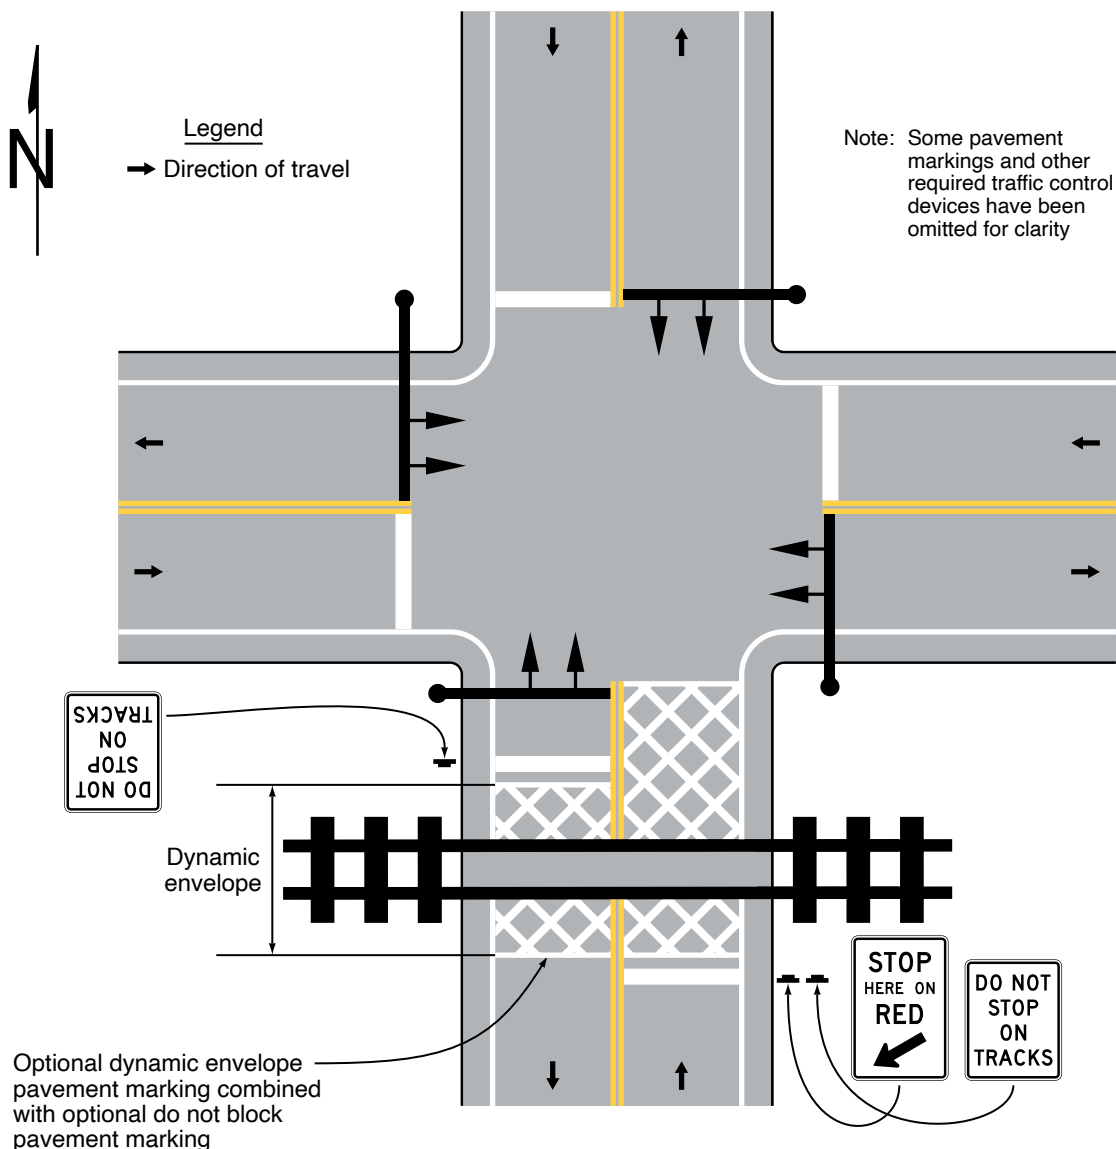 N
Legend
Direction of travel
Note: Some pavement
markings and other
required traffic control
devices have been
omitted for clarity
DO NOT
STOP
ON
TRACKS
Dynamic
envelope
STOP
HERE ON
RED
DO NOT
STOP
ON
TRACKS
Optional dynamic envelope
pavement marking combined
with optional do not block
pavement marking